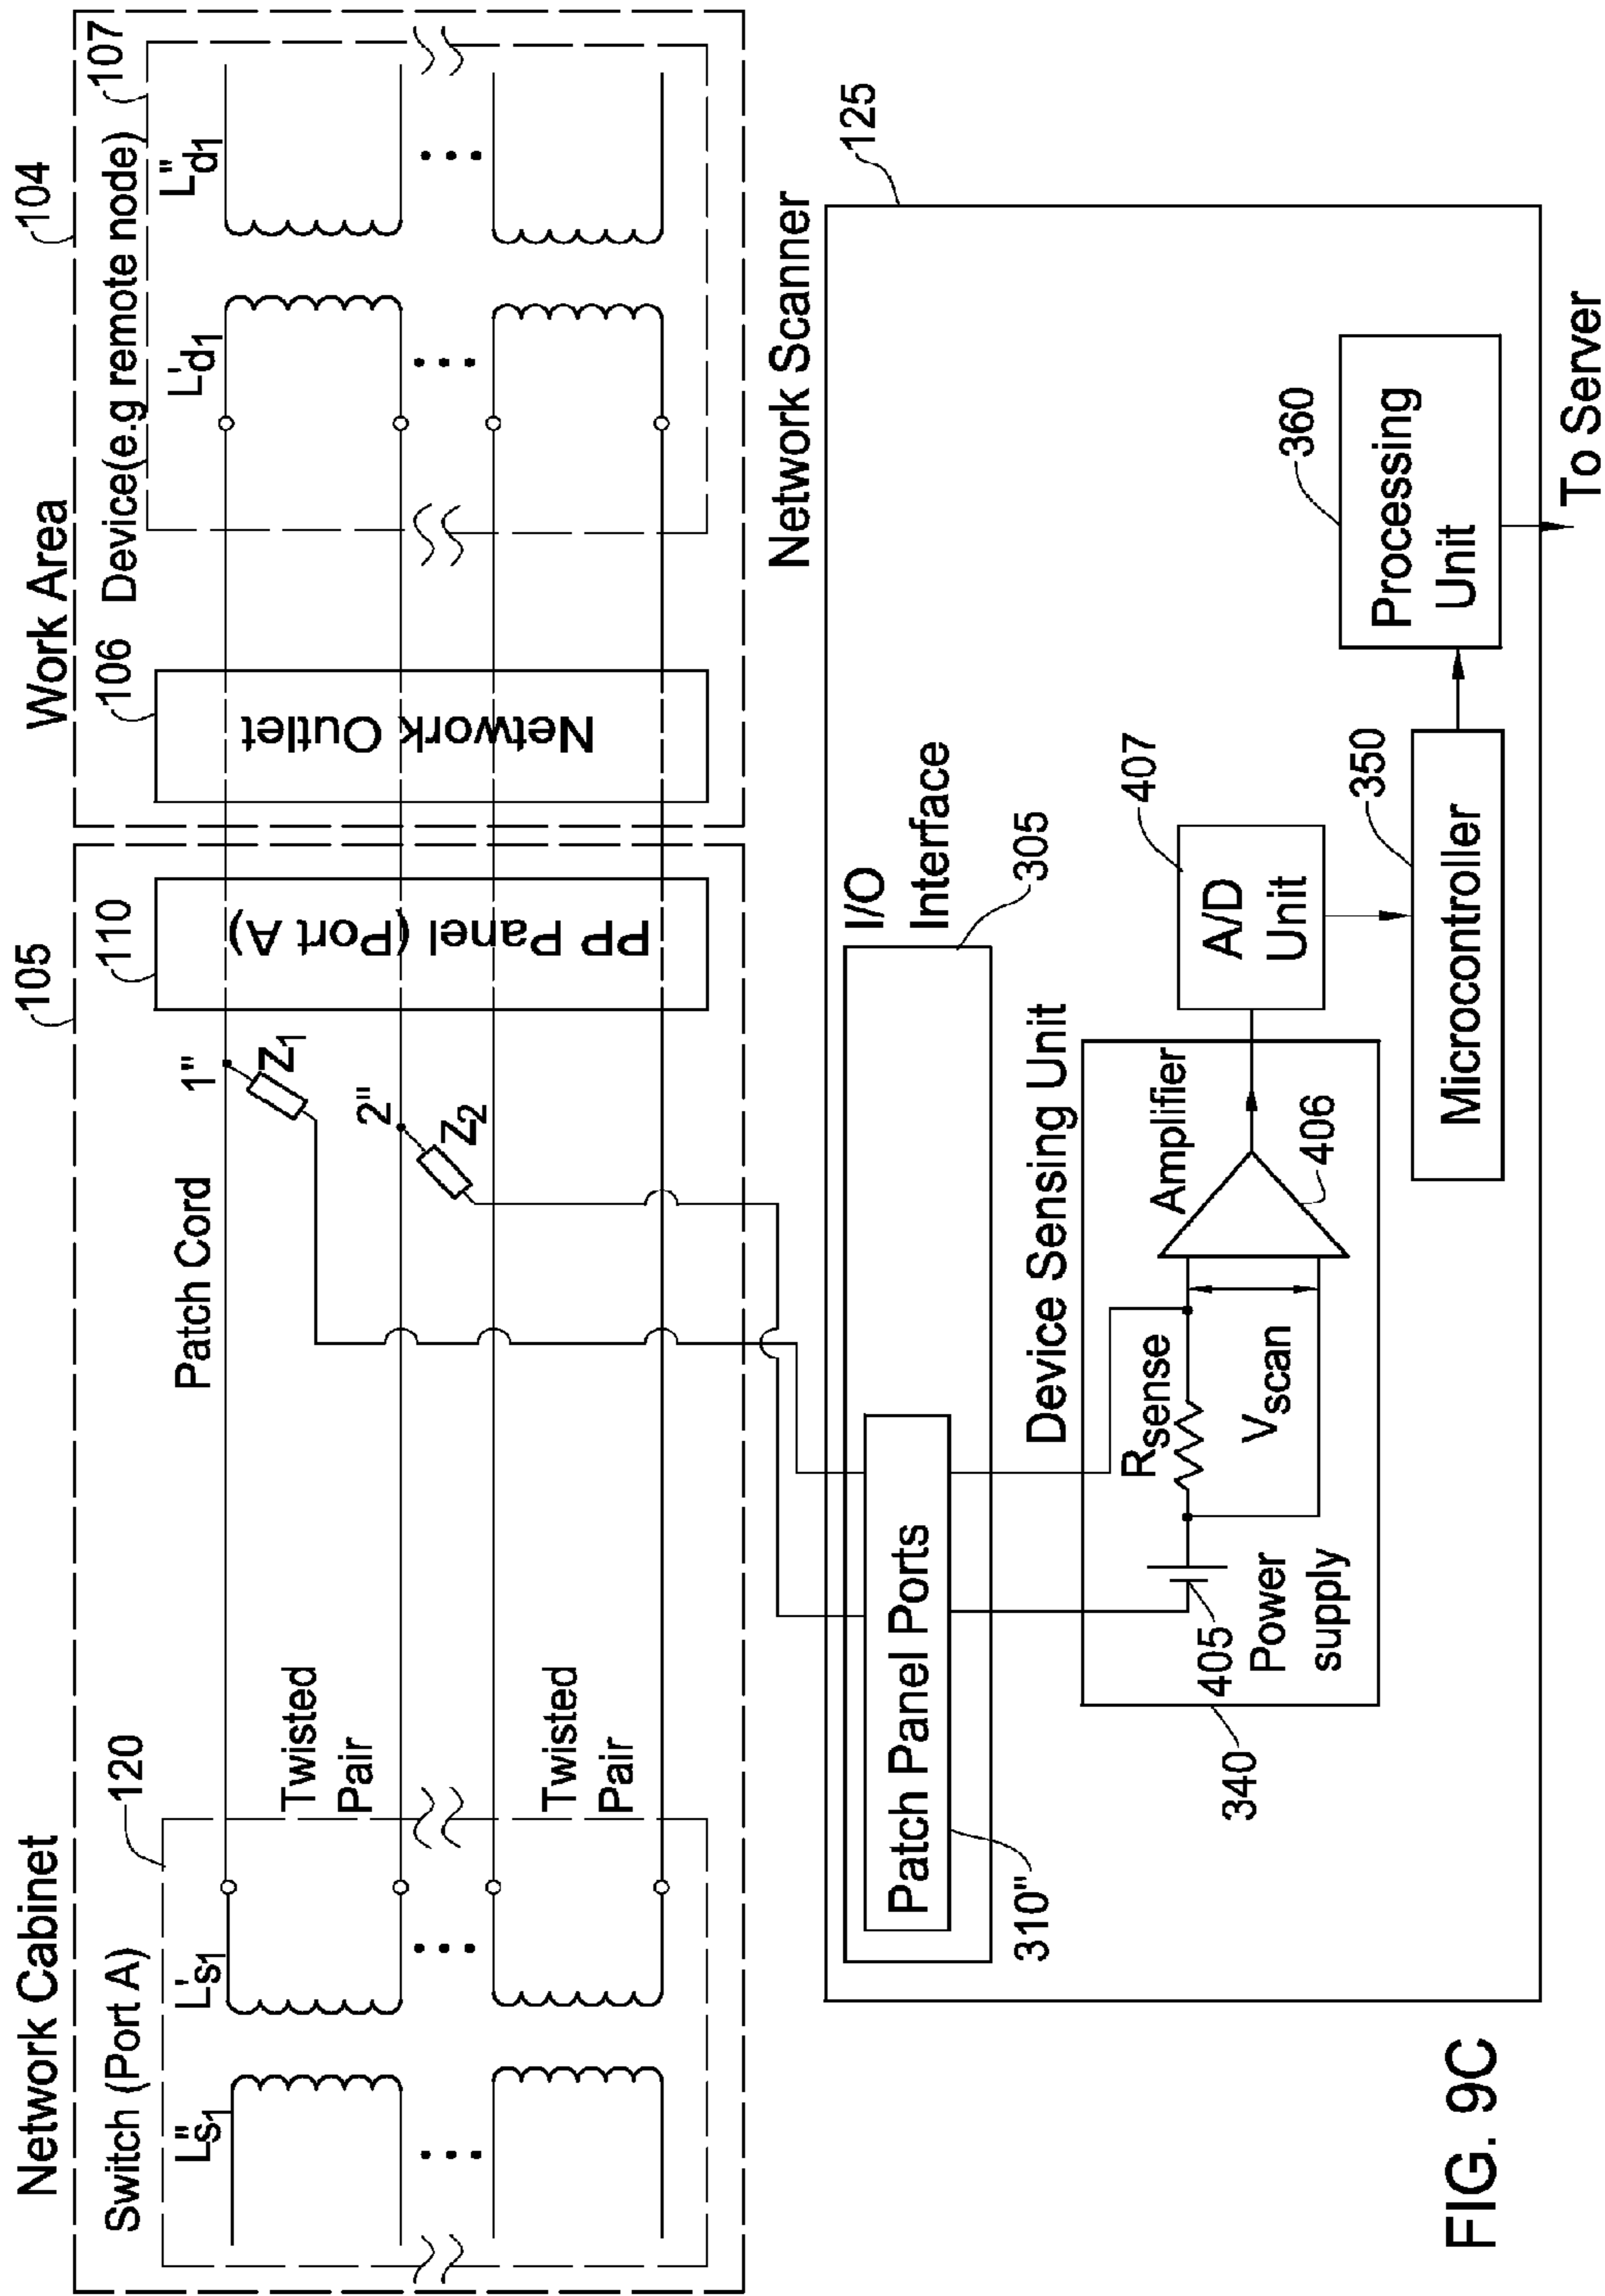 Network Cabinet
105
Work Area
104
Switch (Port A)
120
L"s1
L's1
Twisted
Pair
Twisted
Pair
Patch Cord
1"
Z1
2"
Z2
110
PP Panel (Port A)
106
Network Outlet
Device(e.g remote node)
107
L'd1
L"d1
Network Scanner
125
I/O
Interface
305
Patch Panel Ports
310"
Device Sensing Unit
340
405
Power
supply
Rsense
Vscan
Amplifier
406
A/D
Unit
407
Microcontroller
350
Processing
Unit
360
To Server
FIG. 9C